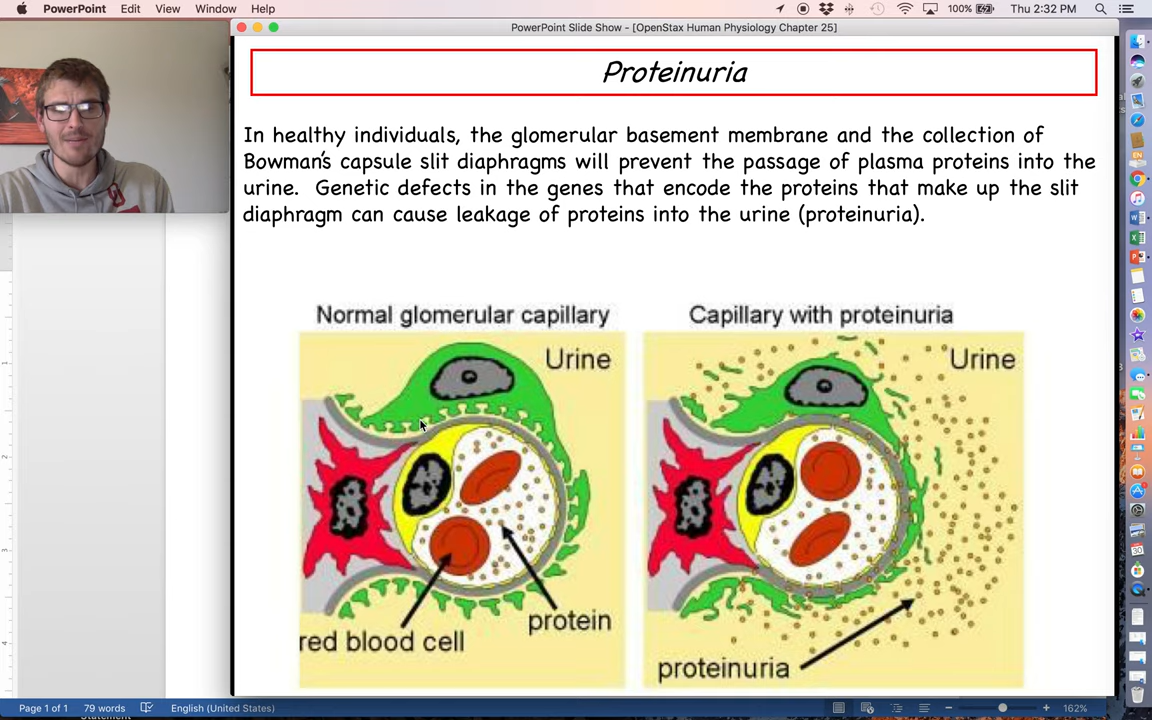 PowerPoint Edit View Window Help
100% Thu 2:32 PM
PowerPoint Slide Show - [OpenStax Human Physiology Chapter 25]
Proteinuria
In healthy individuals, the glomerular basement membrane and the collection of
Bowman's capsule slit diaphragms will prevent the passage of plasma proteins into the
urine. Genetic defects in the genes that encode the proteins that make up the slit
diaphragm can cause leakage of proteins into the urine (proteinuria).
Normal glomerular capillary
Capillary with proteinuria
Urine
Urine
protein
red blood cell
proteinuria
Page 1 of 1 79 words English (United States) 162%